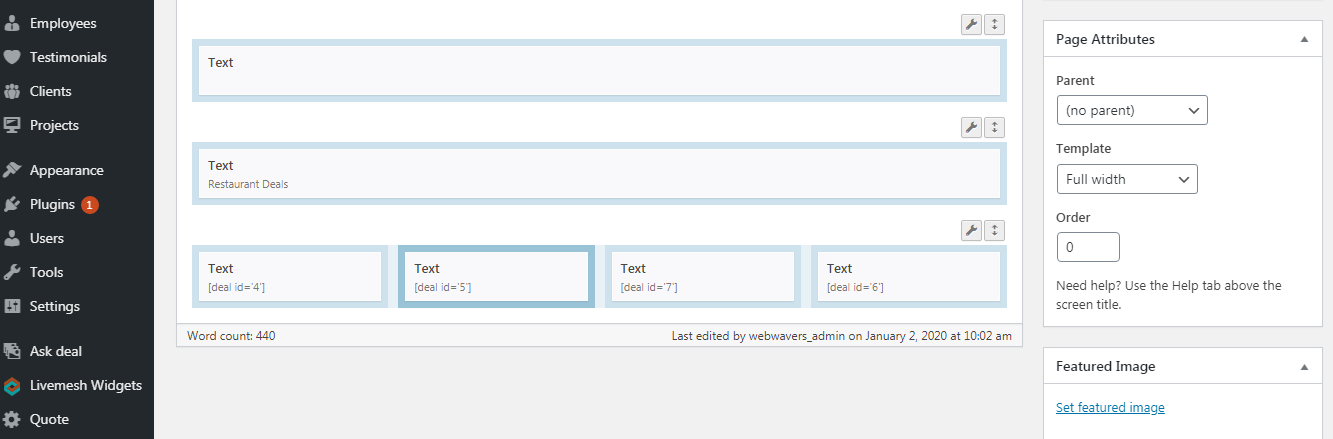 Employees
Testimonials
Clients
Projects
Appearance
Plugins 1
Users
Tools
Settings
Ask deal
Livemesh Widgets
Quote
Text
Text
Restaurant Deals
Text
[deal id='4']
Text
[deal id='5']
Text
[deal id='7']
Text
[deal id='6']
Word count: 440
Last edited by webwavers_admin on January 2, 2020 at 10:02 am
Page Attributes
Parent
(no parent)
Template
Full width
Order
0
Need help? Use the Help tab above the
screen title.
Featured Image
Set featured image